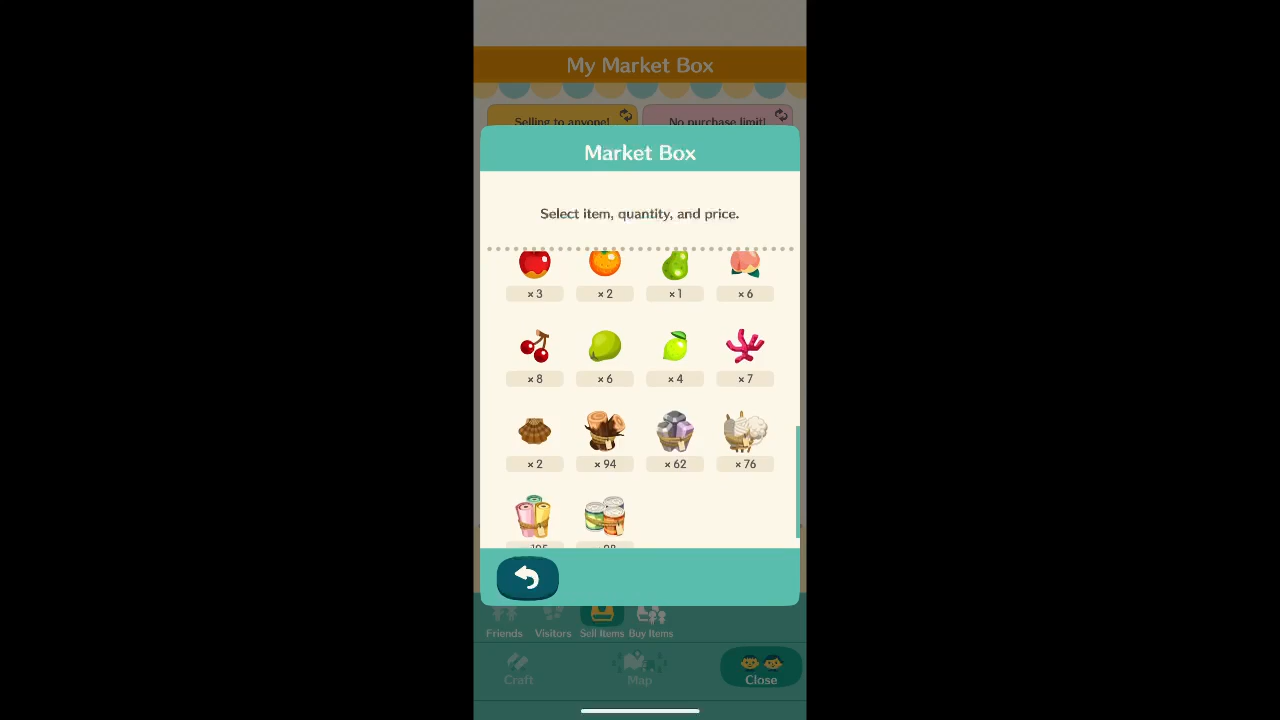 My Market Box
Selling to anyone!
No purchase limit!
Market Box
Select item, quantity, and price.
×3
×2
×1
×6
×8
×6
×4
×7
×2
×94
×62
×76
Friends
Visitors
Sell Items
Buy Items
Craft
Map
Close